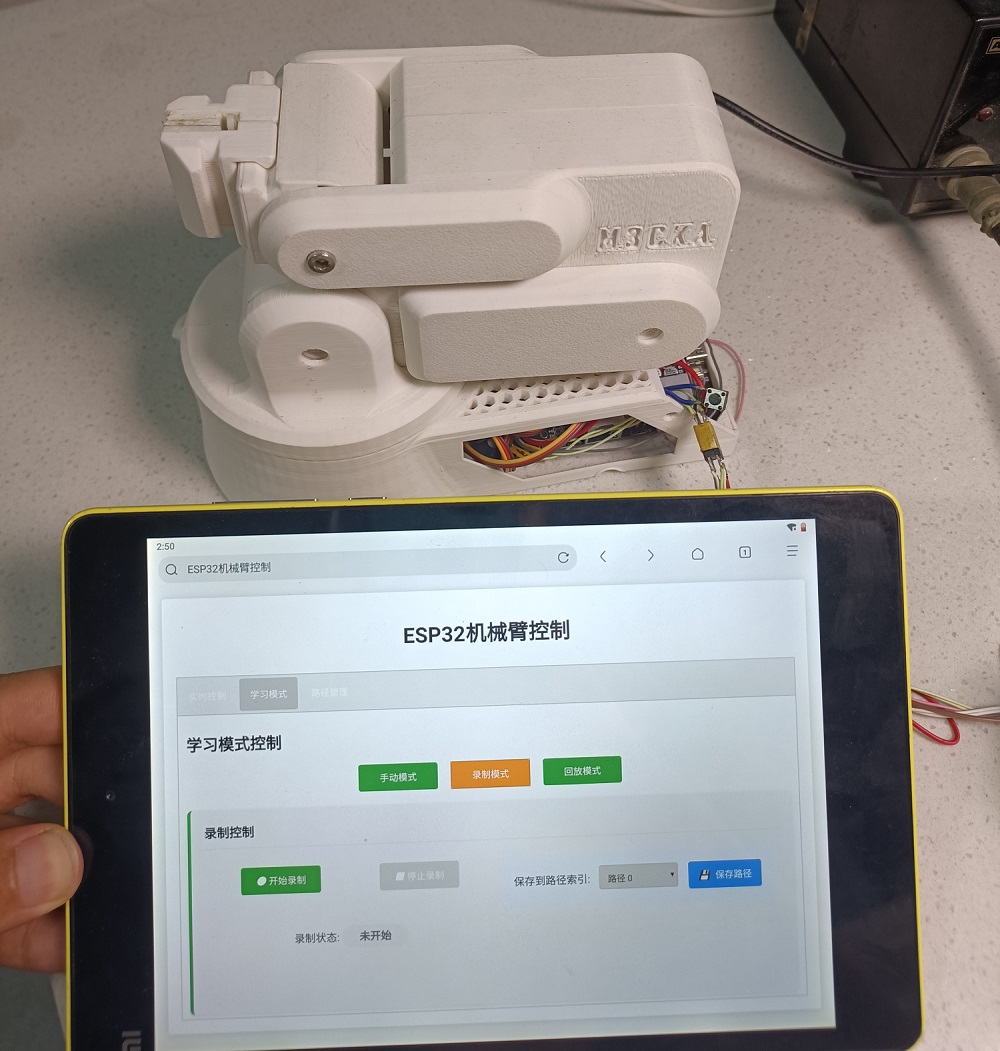 M3CKA
2:50
ESP32机械臂控制
1
ESP32机械臂控制
实时控制 学习模式 路径管理
学习模式控制
手动模式 录制模式 回放模式
录制控制
开始录制 停止录制 保存到路径索引: 路径 0 保存路径
录制状态: 未开始
mi